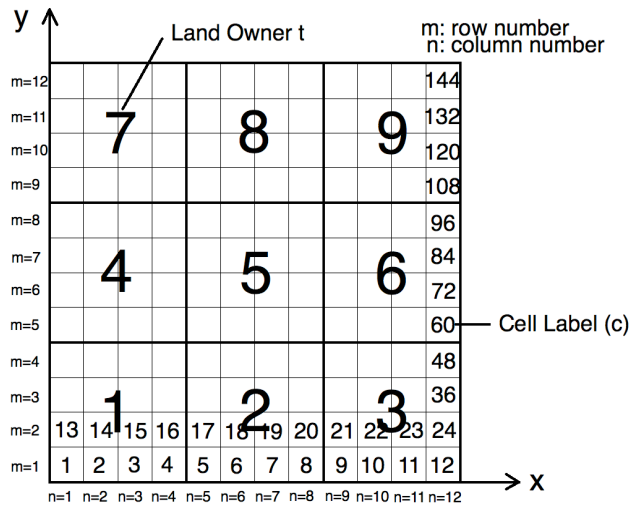 y
Land Owner t
m: row number
n: column number
m=12 144
m=11 132
7 8 9
m=10 120
m=9 108
m=8 96
m=7 84
4 5 6
m=6 72
m=5 60 Cell Label (c)
m=4 48
m=3 36
1 2 3
m=2 13 14 15 16 17 18 19 20 21 22 23 24
m=1 1 2 3 4 5 6 7 8 9 10 11 12
x
n=1 n=2 n=3 n=4 n=5 n=6 n=7 n=8 n=9 n=10 n=11 n=12